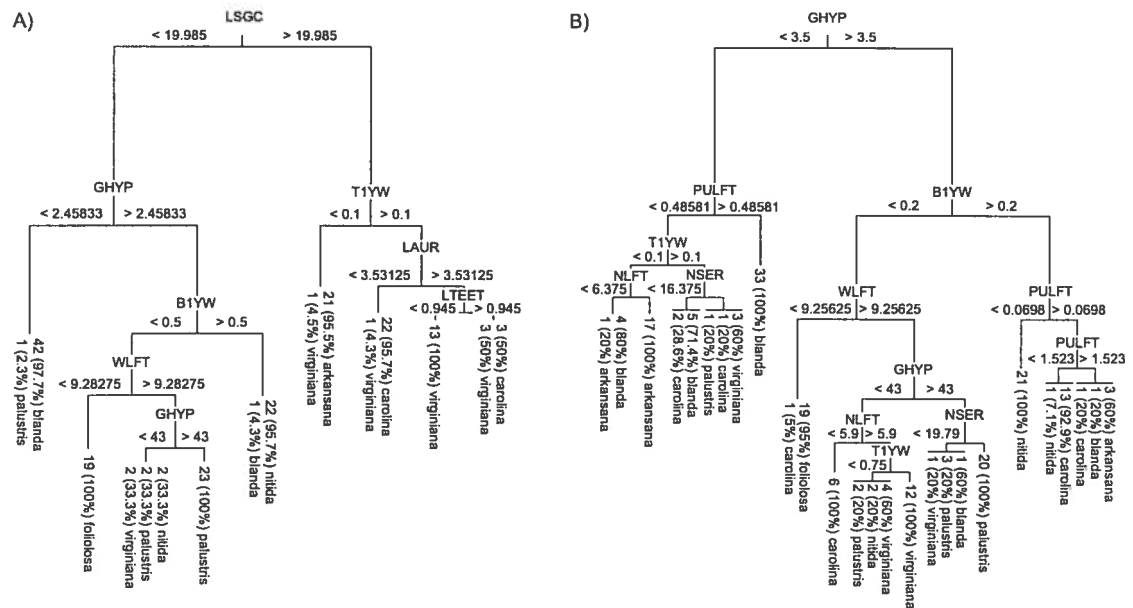 A)
LSGC
< 19.985 > 19.985
GHYP
< 2.45833 > 2.45833
42 (97.7%) blanda
1 (2.3%) palustris
B1YW
< 0.5 > 0.5
WLFT
< 9.28275 > 9.28275
19 (100%) foliolosa
GHYP
< 43 > 43
2 (33.3%) nitida
2 (33.3%) palustris
2 (33.3%) virginiana
23 (100%) palustris
22 (95.7%) nitida
1 (4.3%) blanda
T1YW
< 0.1 > 0.1
21 (95.5%) arkansana
1 (4.5%) virginiana
LAUR
< 3.53125 > 3.53125
22 (95.7%) carolina
1 (4.3%) virginiana
LTEET
< 0.945 > 0.945
13 (100%) virginiana
3 (50%) carolina
3 (50%) virginiana
B)
GHYP
< 3.5 > 3.5
PULFT
< 0.48581 > 0.48581
T1YW
< 0.1 > 0.1
NLFT
< 6.375
4 (80%) blanda
1 (20%) arkansana
17 (100%) arkansana
NSER
< 16.375
5 (71.4%) blanda
2 (28.6%) carolina
3 (60%) virginiana
1 (20%) carolina
1 (20%) palustris
33 (100%) blanda
B1YW
< 0.2 > 0.2
WLFT
< 9.25625 > 9.25625
19 (95%) foliolosa
1 (5%) carolina
GHYP
< 43 > 43
NLFT
< 5.9 > 5.9
6 (100%) carolina
T1YW
< 0.75
4 (60%) virginiana
2 (20%) nitida
2 (20%) palustris
12 (100%) virginiana
NSER
< 19.79
1 (60%) blanda
3 (20%) palustris
1 (20%) virginiana
20 (100%) palustris
PULFT
< 0.0698 > 0.0698
21 (100%) nitida
PULFT
< 1.523 > 1.523
13 (92.9%) carolina
1 (7.1%) nitida
3 (60%) arkansana
1 (20%) blanda
1 (20%) carolina